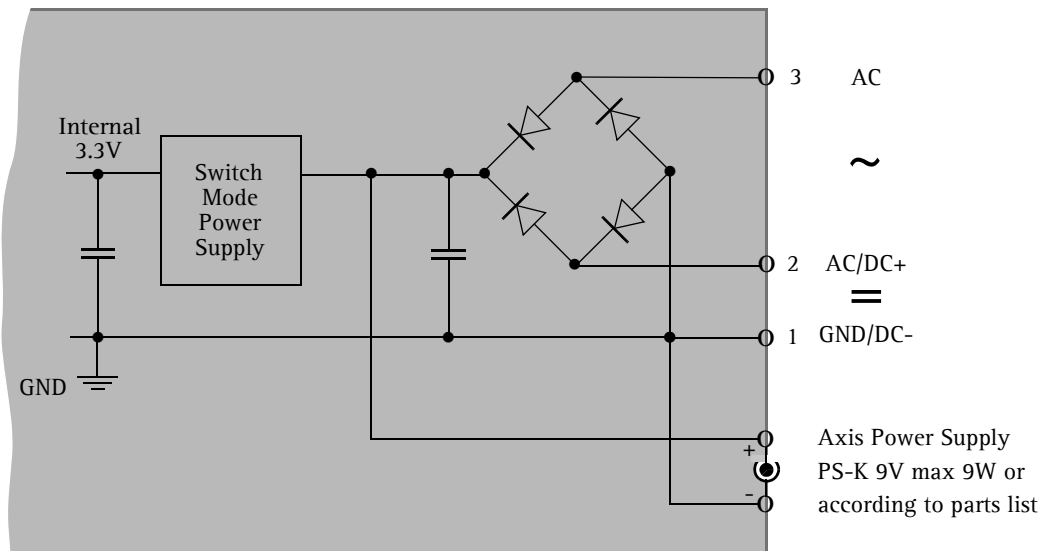 3 AC
Internal
3.3V
~
Switch
Mode
Power
Supply
2 AC/DC+
=
1 GND/DC-
GND
Axis Power Supply
+
PS-K 9V max 9W or
-
according to parts list